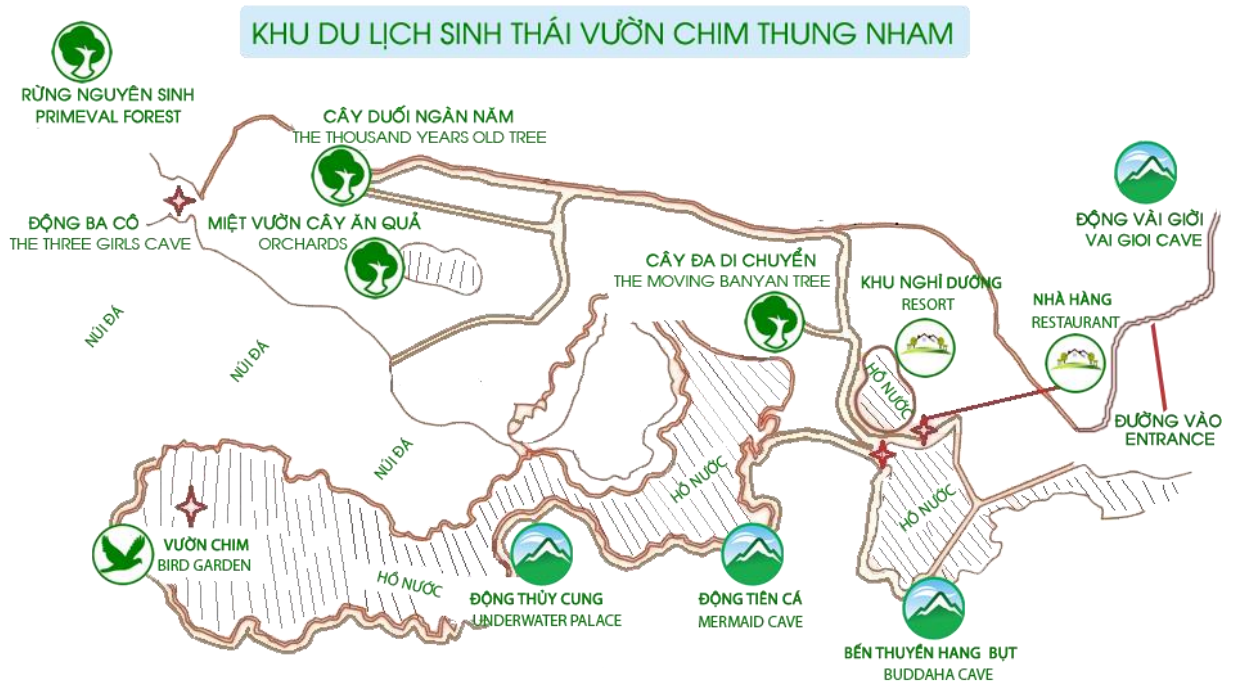 KHU DU LỊCH SINH THÁI VƯỜN CHIM THUNG NHAM
RỪNG NGUYÊN SINH
PRIMEVAL FOREST
CÂY DUỐI NGÀN NĂM
THE THOUSAND YEARS OLD TREE
ĐỘNG BA CÔ
THE THREE GIRLS CAVE
MIỆT VƯỜN CÂY ĂN QUẢ
ORCHARDS
CÂY ĐA DI CHUYỂN
THE MOVING BANYAN TREE
KHU NGHỈ DƯỠNG
RESORT
NHÀ HÀNG
RESTAURANT
ĐỘNG VÀI GIỜI
VAI GIOI CAVE
ĐƯỜNG VÀO
ENTRANCE
NÚI ĐÁ
NÚI ĐÁ
NÚI ĐÁ
HỒ NƯỚC
HỒ NƯỚC
HỒ NƯỚC
HỒ NƯỚC
VƯỜN CHIM
BIRD GARDEN
ĐỘNG THỦY CUNG
UNDERWATER PALACE
ĐỘNG TIÊN CÁ
MERMAID CAVE
BẾN THUYỀN HANG BỤT
BUDDAHA CAVE